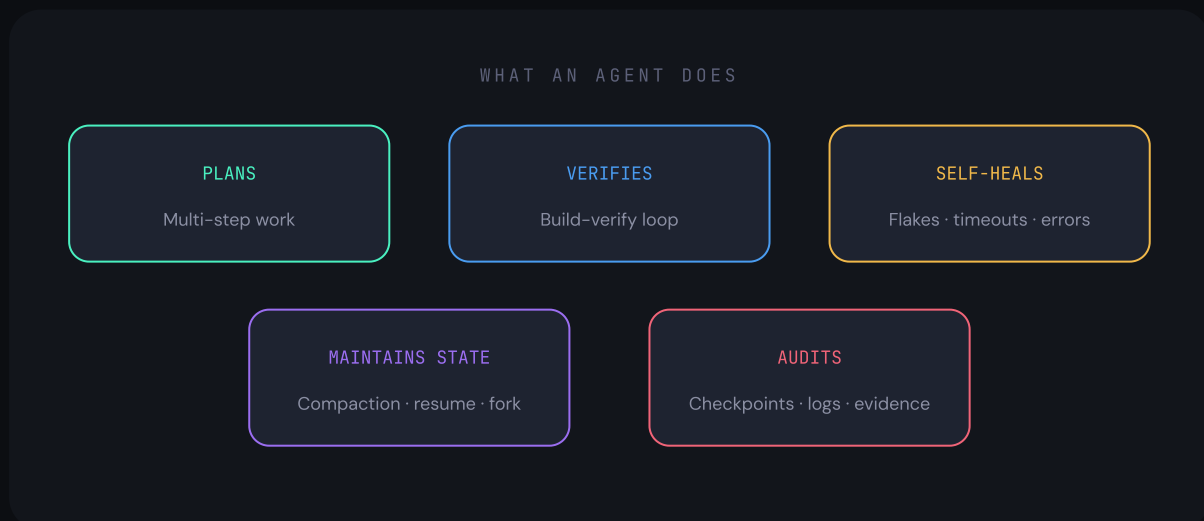 WHAT AN AGENT DOES
PLANS
Multi-step work
VERIFIES
Build-verify loop
SELF-HEALS
Flakes · timeouts · errors
MAINTAINS STATE
Compaction · resume · fork
AUDITS
Checkpoints · logs · evidence